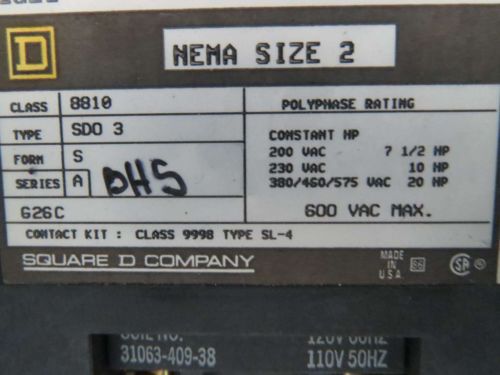 D
NEMA SIZE 2
CLASS 8810
TYPE SDO 3
FORM S
SERIES A DHS
G26C
POLYPHASE RATING
CONSTANT HP
200 VAC 7 1/2 HP
230 VAC 10 HP
380/460/575 VAC 20 HP
600 VAC MAX.
CONTACT KIT : CLASS 9998 TYPE SL-4
SQUARE D COMPANY
MADE
IN
U.S.A.
COIL NO. 120V 60HZ
31063-409-38 110V 50HZ